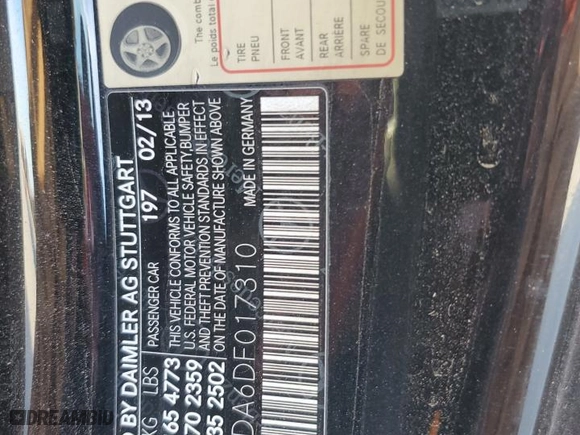 The comb
Le poids total
TIRE
PNEU
FRONT
AVANT
REAR
ARRIÈRE
SPARE
DE SECOU
D BY DAIMLER AG STUTTGART
KG LBS PASSENGER CAR 197 02/13
65 4773 THIS VEHICLE CONFORMS TO ALL APPLICABLE
70 2359 U.S. FEDERAL MOTOR VEHICLE SAFETY, BUMPER
35 2502 AND THEFT PREVENTION STANDARDS IN EFFECT
ON THE DATE OF MANUFACTURE SHOWN ABOVE
MADE IN GERMANY
DA6DF017310
DREAMBID